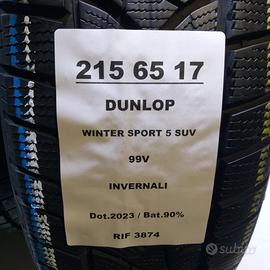 215 65 17
DUNLOP
WINTER SPORT 5 SUV
99V
INVERNALI
Dot.2023 / Bat.90%
RIF 3874
subito